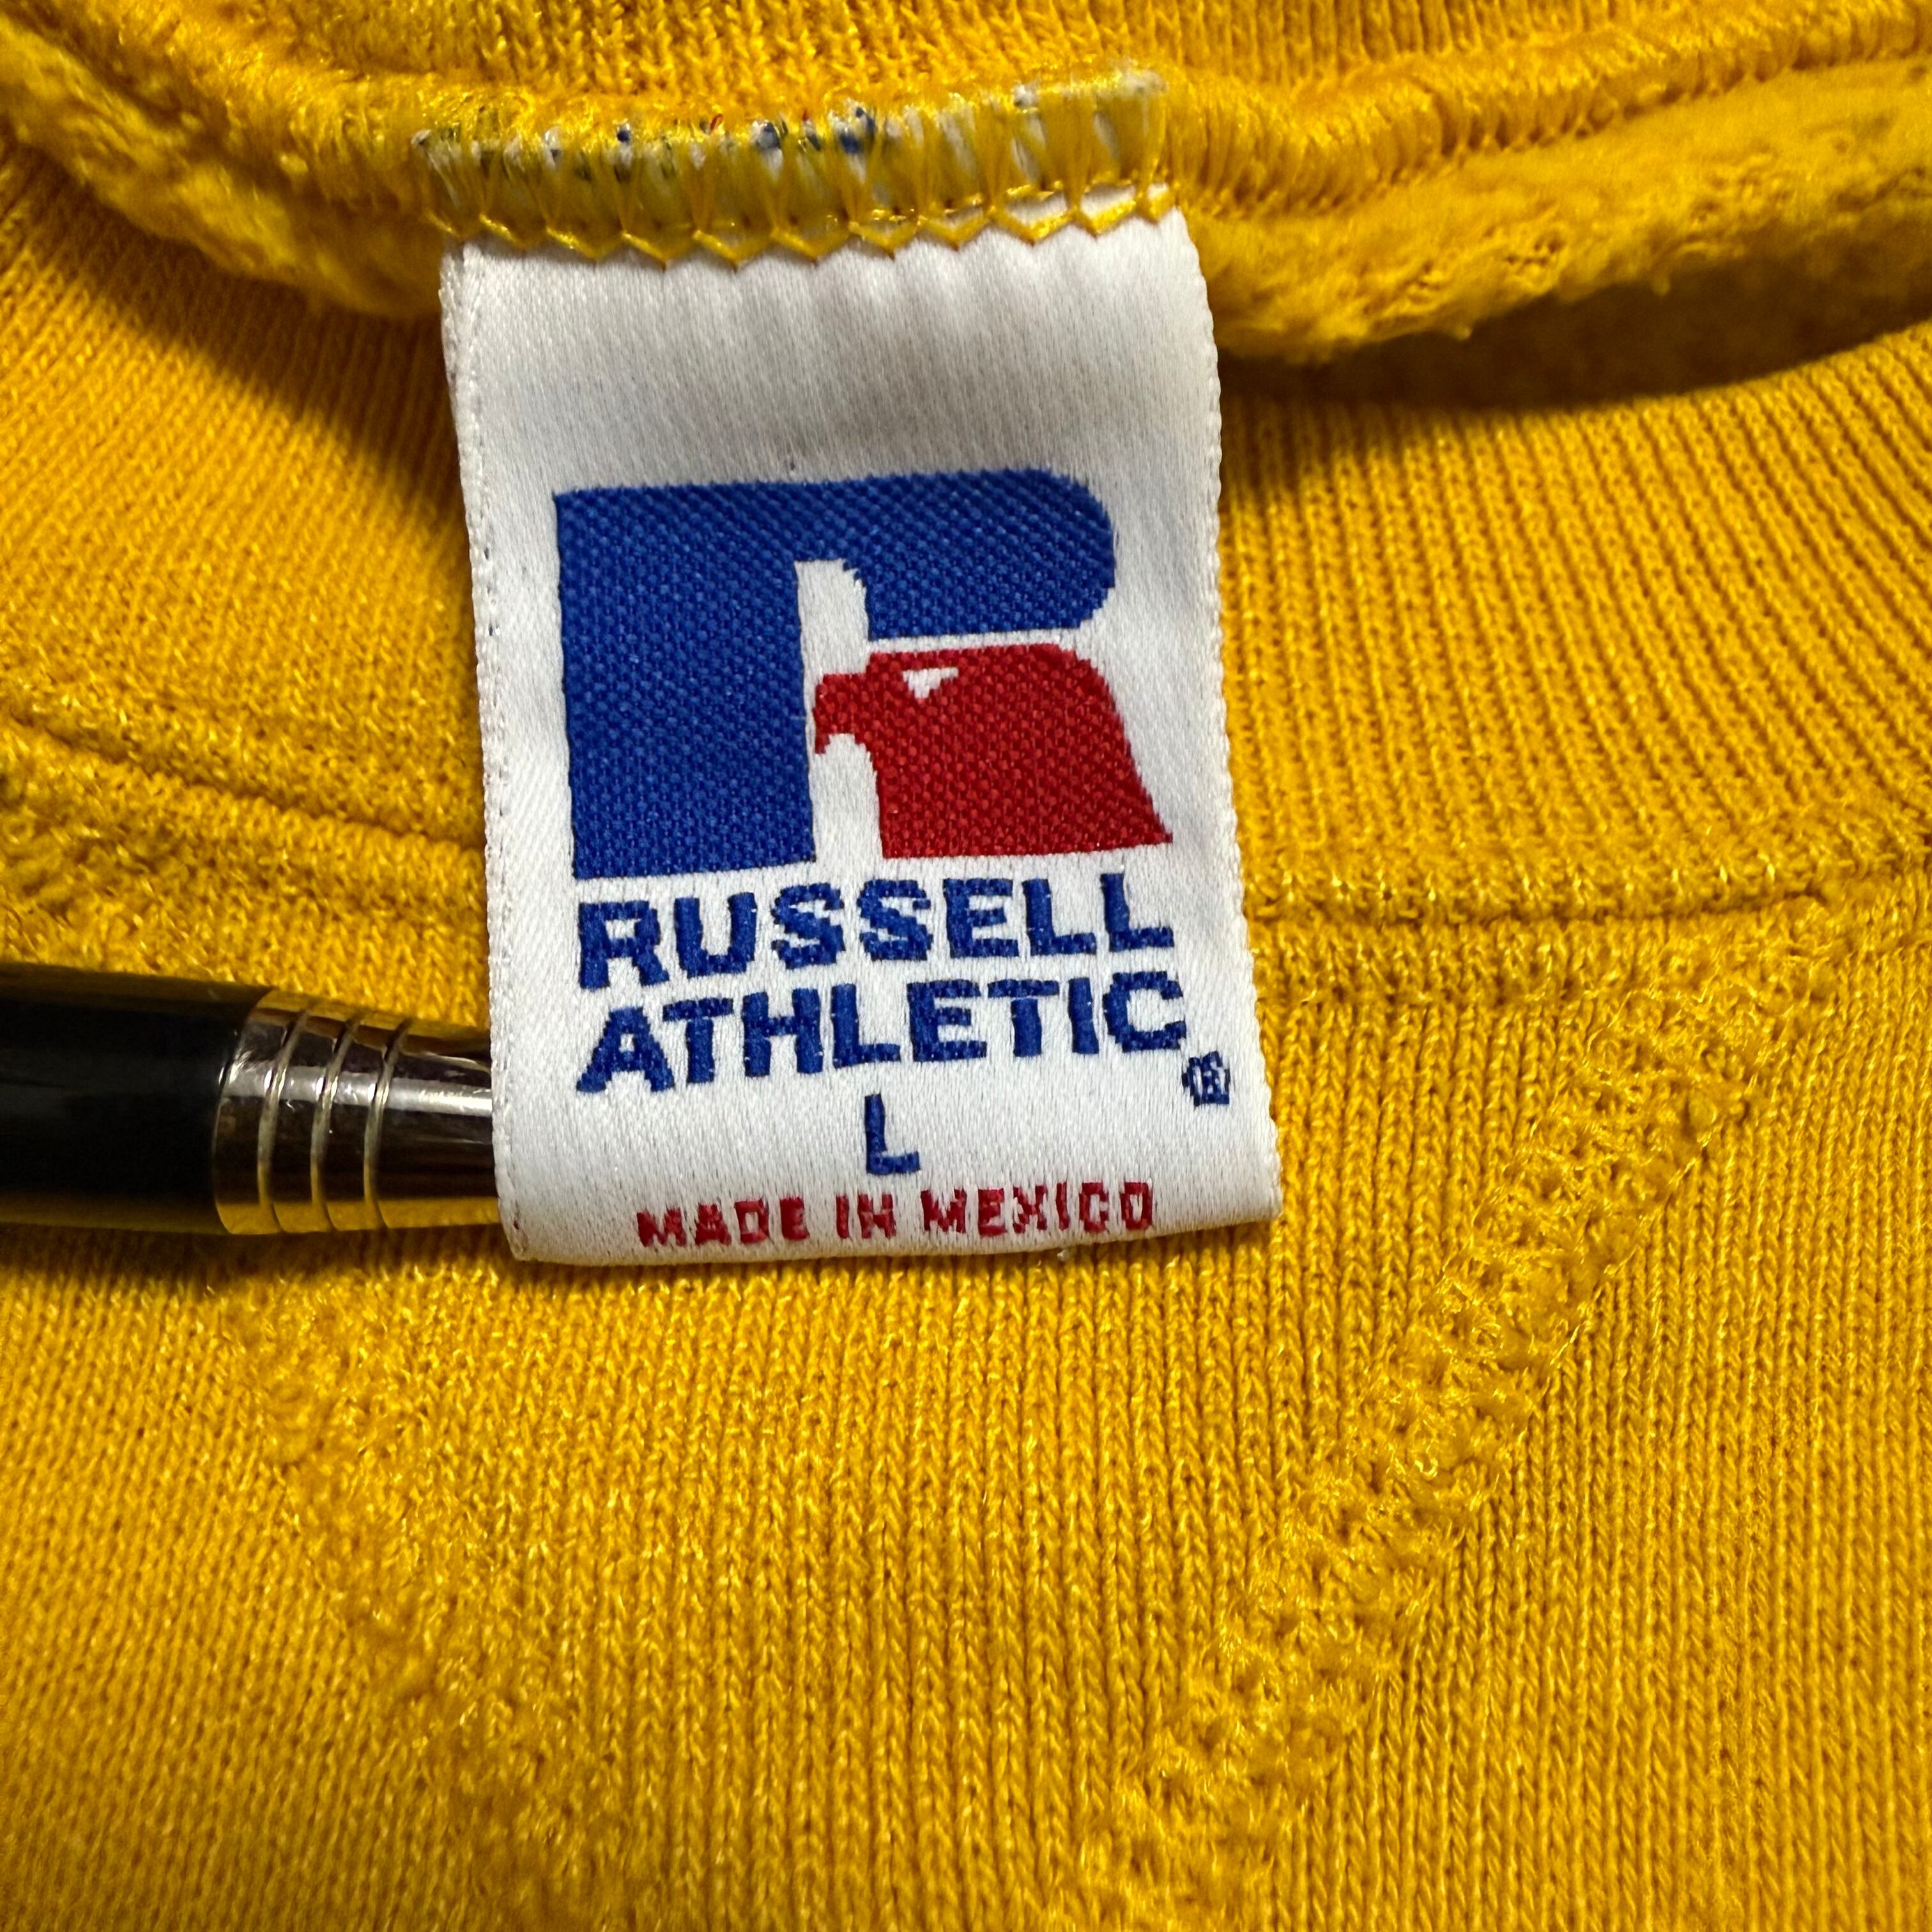 RUSSELL
ATHLETIC®
L
MADE IN MEXICO